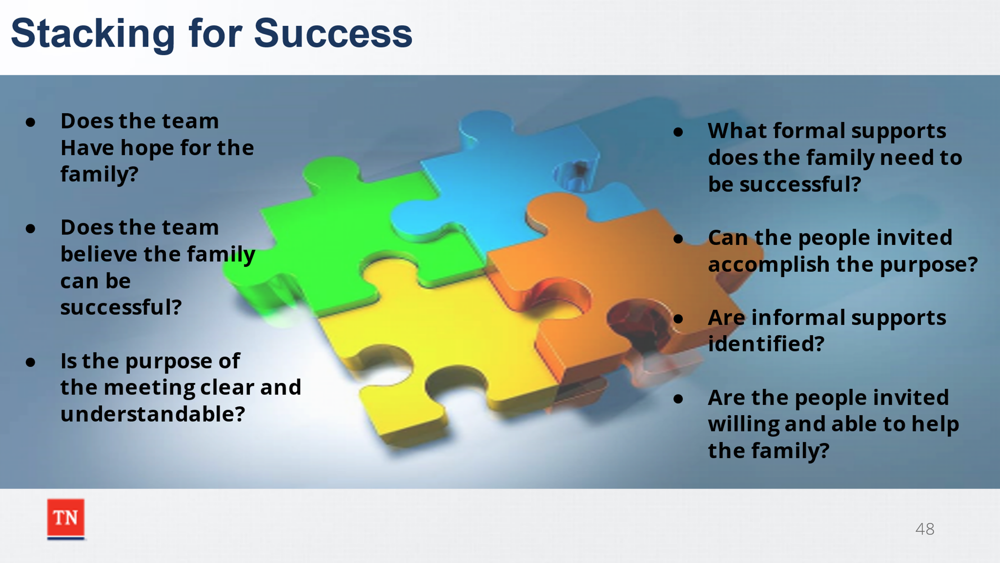 Stacking for Success
● Does the team
Have hope for the
family?
● Does the team
believe the family
can be
successful?
● Is the purpose of
the meeting clear and
understandable?
● What formal supports
does the family need to
be successful?
● Can the people invited
accomplish the purpose?
● Are informal supports
identified?
● Are the people invited
willing and able to help
the family?
TN
48